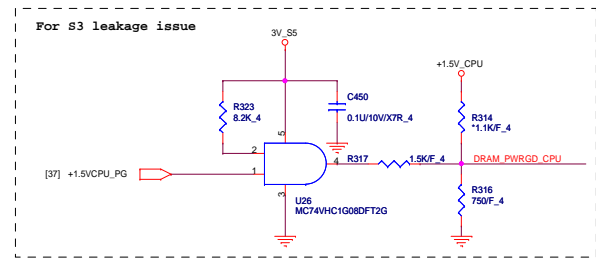 For S3 leakage issue
3V_S5
+1.5V_CPU
C450
0.1U/10V/X7R_4
R323
8.2K_4
R314
*1.1K/F_4
5
2
4
R317
1.5K/F_4
DRAM_PWRGD_CPU
[37]
+1.5VCPU_PG
1
3
U26
MC74VHC1G08DFT2G
R316
750/F_4